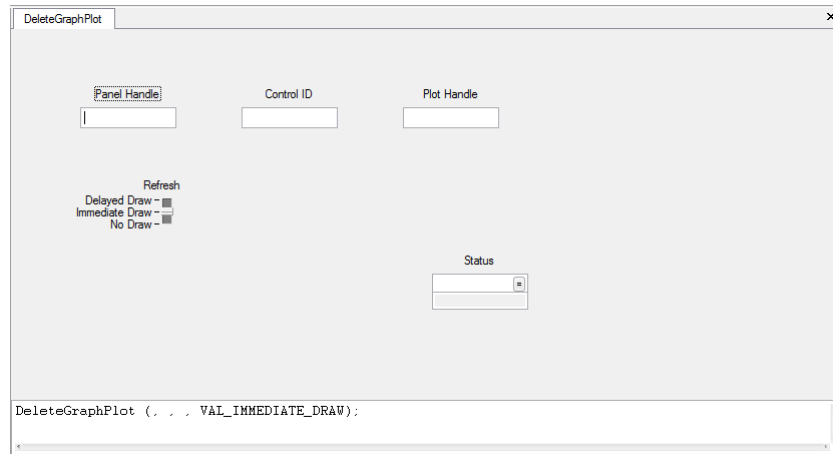 DeleteGraphPlot
Panel Handle Control ID Plot Handle
Refresh
Delayed Draw
Immediate Draw
No Draw
Status
DeleteGraphPlot (, , , VAL_IMMEDIATE_DRAW);